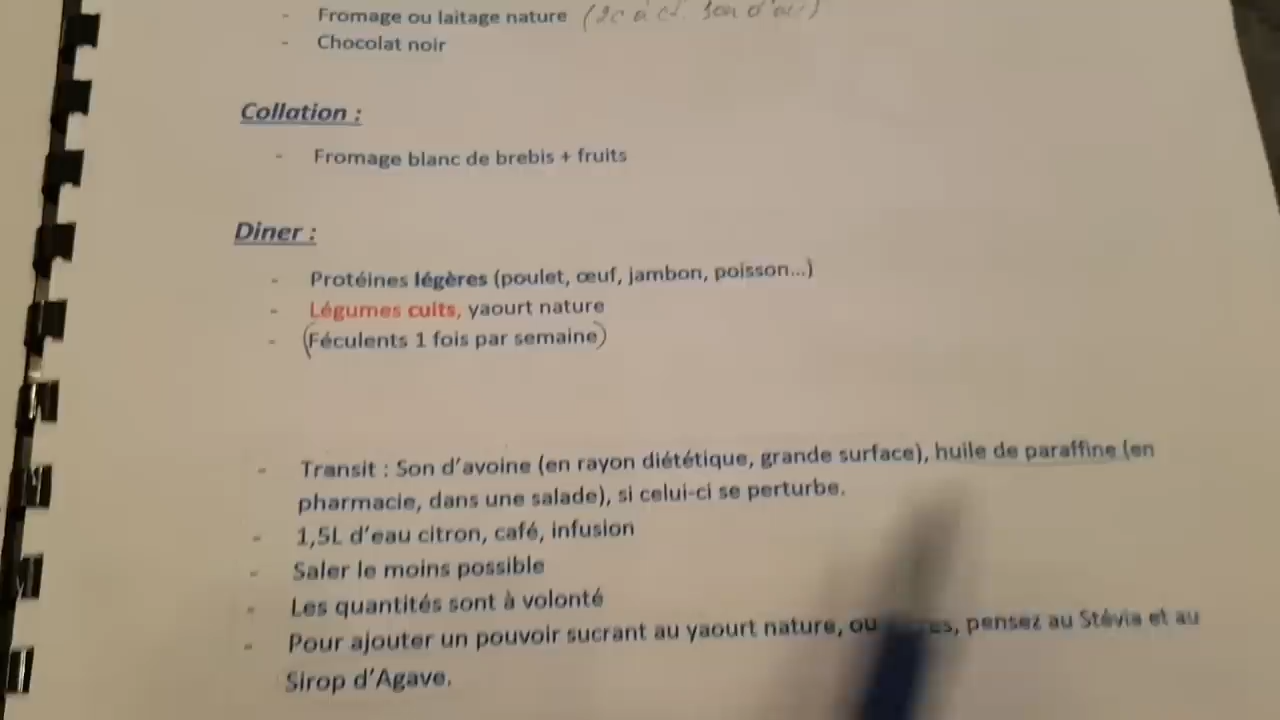 - Fromage ou laitage nature (2c à
- Chocolat noir
Collation :
- Fromage blanc de brebis + fruits
Diner :
- Protéines légères (poulet, œuf, jambon, poisson...)
- Légumes cuits, yaourt nature
- (Féculents 1 fois par semaine)
- Transit : Son d'avoine (en rayon diététique, grande surface), huile de paraffine (en
pharmacie, dans une salade), si celui-ci se perturbe.
- 1,5L d'eau citron, café, infusion
- Saler le moins possible
- Les quantités sont à volonté
- Pour ajouter un pouvoir sucrant au yaourt nature, ou , pensez au Stévia et au
Sirop d'Agave.